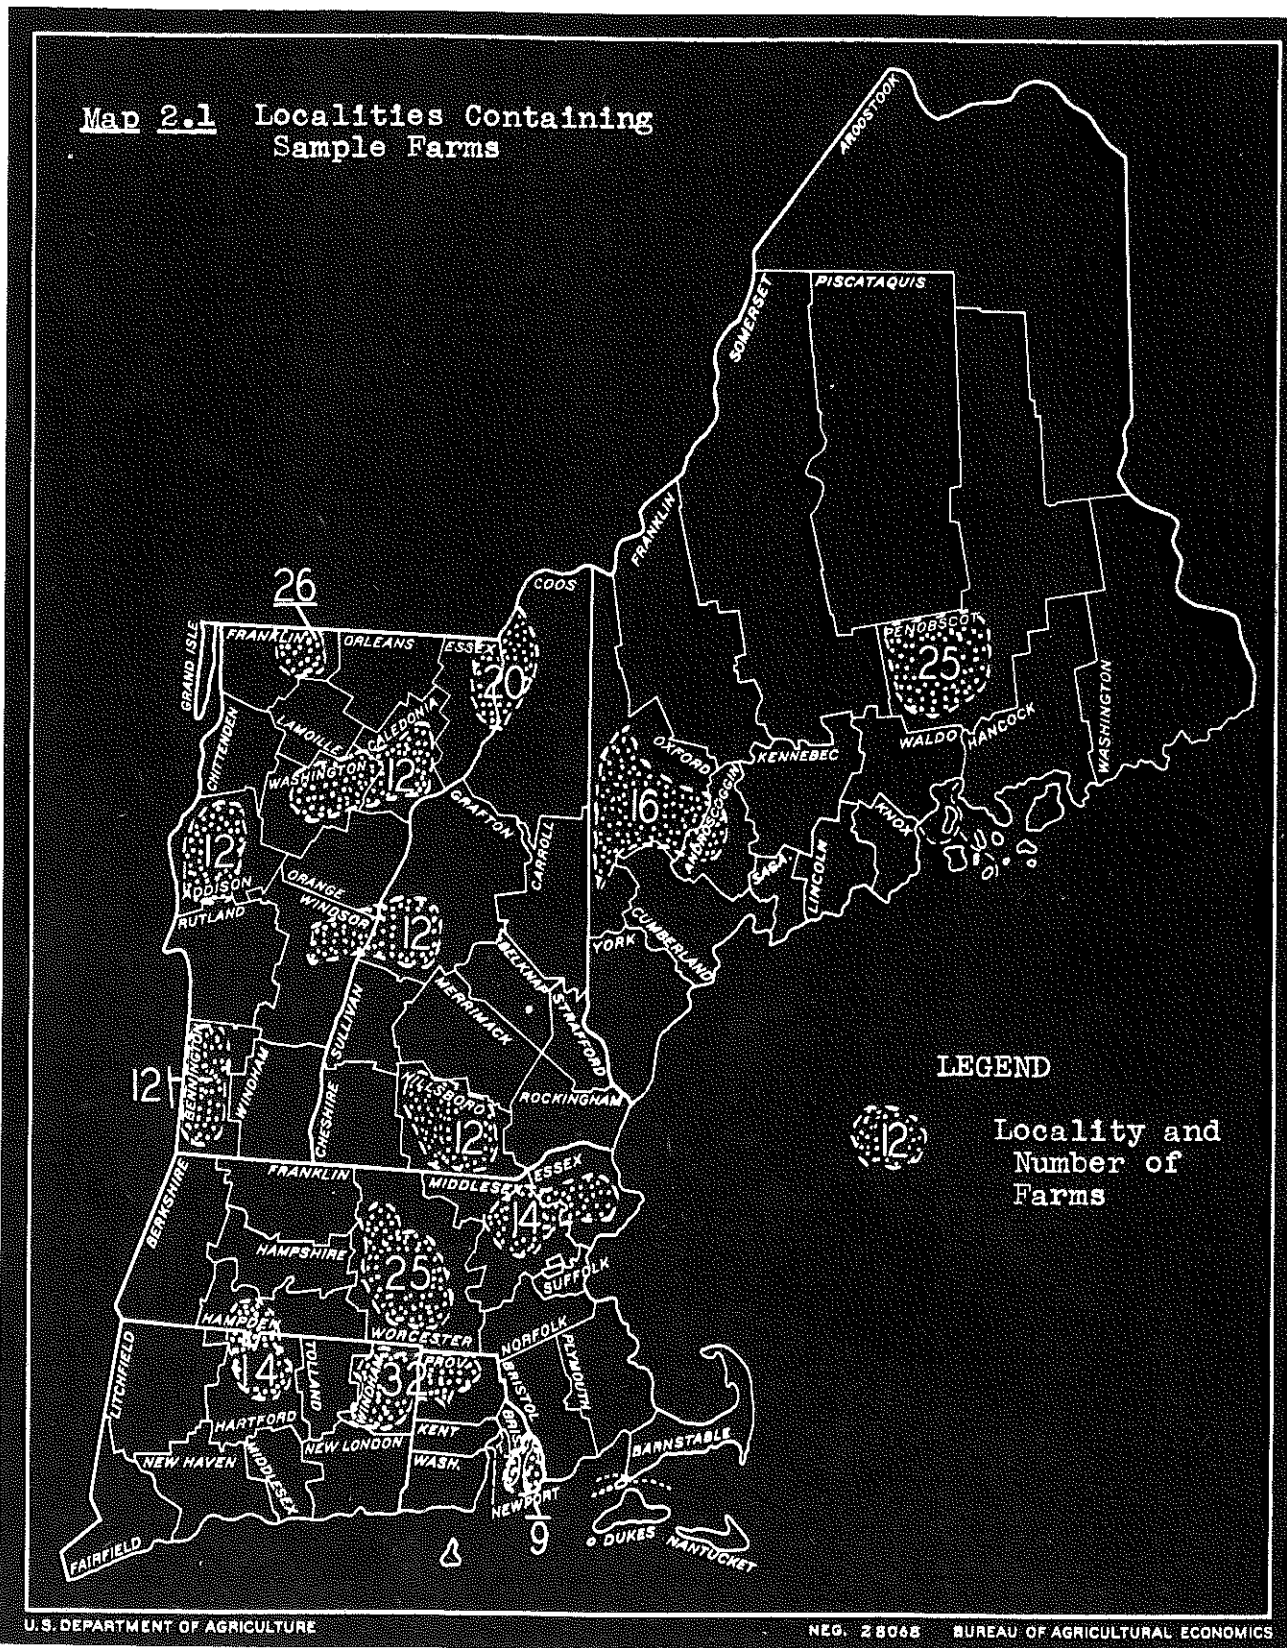 Map 2.1 Localities Containing
Sample Farms
AROOSTOOK
PISCATAQUIS
SOMERSET
FRANKLIN
COOS
26
GRAND ISLE
FRANKLIN
ORLEANS
ESSEX
20
PENOBSCOT
25
WASHINGTON
CHITTENDEN
LAMOILLE
CALEDONIA
WASHINGTON
12
OXFORD
KENNEBEC
WALDO
HANCOCK
16
ANDROSCOGGIN
GRAFTON
CARROLL
KNOX
12
ADDISON
SAGA.
LINCOLN
ORANGE
WINDSOR
RUTLAND
12
CUMBERLAND
YORK
BELKNAP
STRAFFORD
MERRIMACK
SULLIVAN
12
BENNINGTON
WINDHAM
CHESHIRE
HILLSBORO
12
ROCKINGHAM
LEGEND
12
Locality and
Number of
Farms
BERKSHIRE
FRANKLIN
MIDDLESEX
ESSEX
14
HAMPSHIRE
25
SUFFOLK
HAMPDEN
WORCESTER
NORFOLK
PLYMOUTH
LITCHFIELD
14
TOLLAND
WINDHAM
32
PROV.
BRISTOL
BRIS.
HARTFORD
NEW LONDON
KENT
BARNSTABLE
NEW HAVEN
MIDDLESEX
WASH.
NEWPORT
9
DUKES
NANTUCKET
FAIRFIELD
U.S. DEPARTMENT OF AGRICULTURE
NEG. 28068 BUREAU OF AGRICULTURAL ECONOMICS